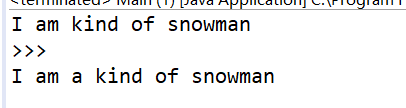 <terminated> Main (1) [Java Application] C:\Program F
I am kind of snowman
>>>
I am a kind of snowman